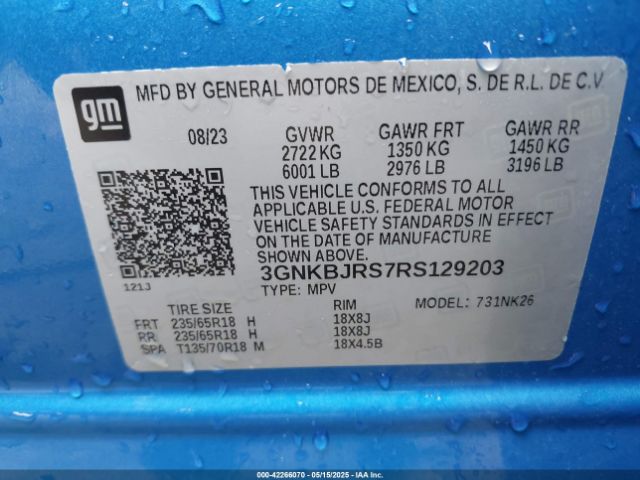 gm
MFD BY GENERAL MOTORS DE MEXICO, S. DE R.L. DE C.V
08/23 GVWR GAWR FRT GAWR RR
2722 KG 1350 KG 1450 KG
6001 LB 2976 LB 3196 LB
THIS VEHICLE CONFORMS TO ALL
APPLICABLE U.S. FEDERAL MOTOR
VEHICLE SAFETY STANDARDS IN EFFECT
ON THE DATE OF MANUFACTURE
SHOWN ABOVE.
3GNKBJRS7RS129203
121J TYPE: MPV
TIRE SIZE RIM MODEL: 731NK26
FRT 235/65R18 H 18X8J
RR 235/65R18 H 18X8J
SPA T135/70R18 M 18X4.5B
000-42266070 - 05/15/2025 - IAA, Inc.